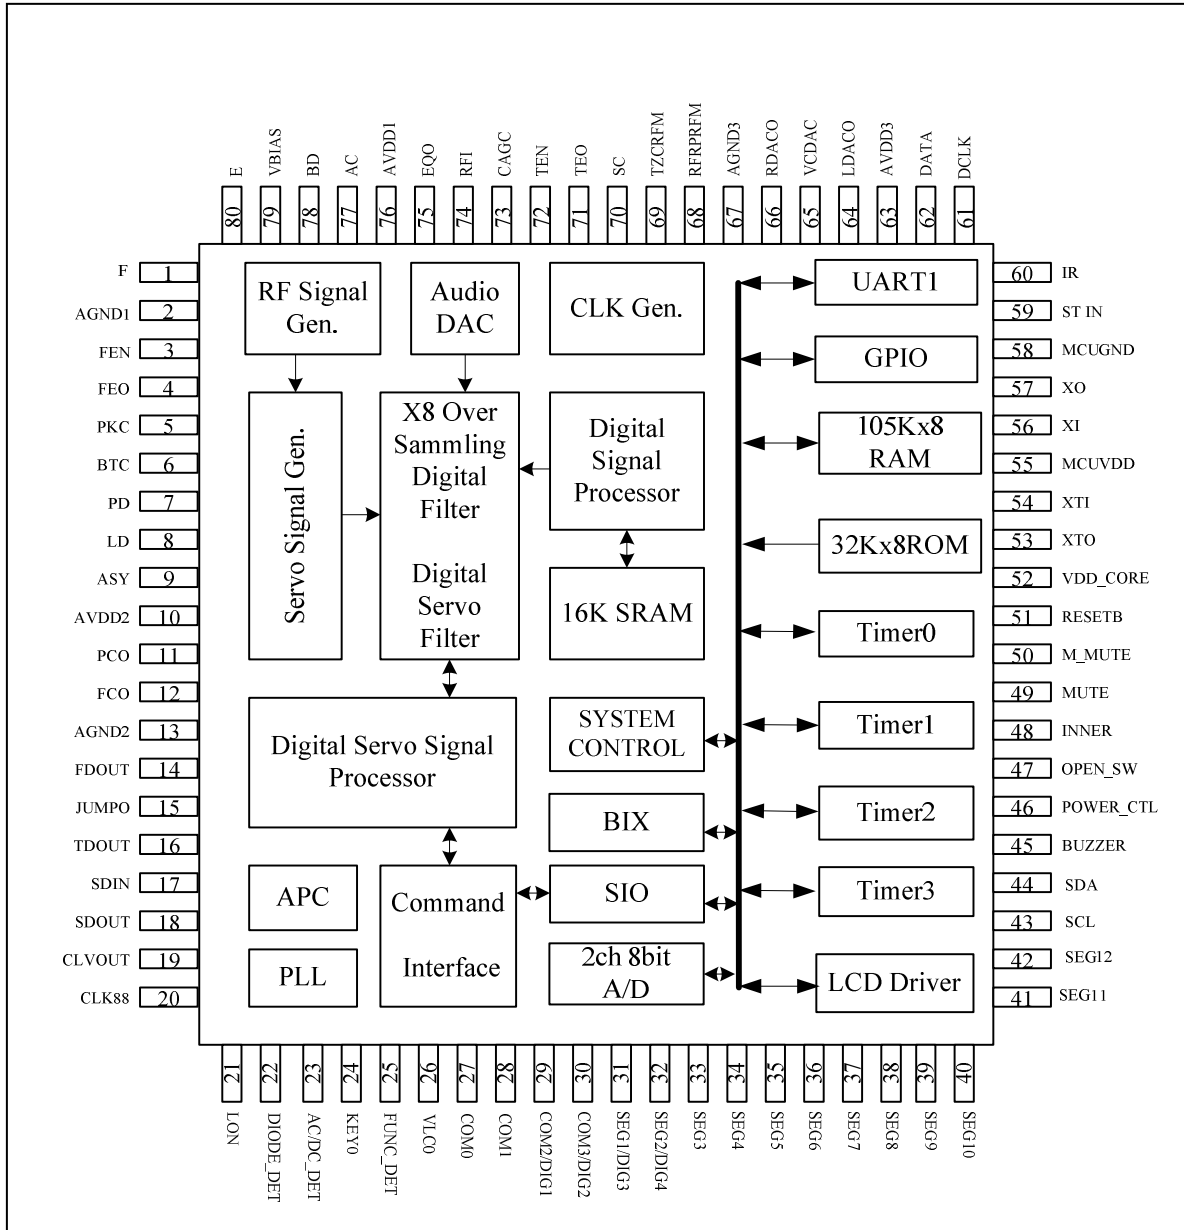 E
VBIAS
BD
AC
AVDD1
EQO
RFI
CAGC
TEN
TEO
SC
TZCRFM
RFRPRFM
AGND3
RDACO
VCDAC
LDACO
AVDD3
DATA
DCLK
80
79
78
77
76
75
74
73
72
71
70
69
68
67
66
65
64
63
62
61
F 1
AGND1 2
FEN 3
FEO 4
PKC 5
BTC 6
PD 7
LD 8
ASY 9
AVDD2 10
PCO 11
FCO 12
AGND2 13
FDOUT 14
JUMPO 15
TDOUT 16
SDIN 17
SDOUT 18
CLVOUT 19
CLK88 20
RF Signal
Gen.
Audio
DAC
CLK Gen.
Servo Signal Gen.
X8 Over
Sammling
Digital
Filter
Digital
Servo
Filter
Digital
Signal
Processor
16K SRAM
Digital Servo Signal
Processor
SYSTEM
CONTROL
BIX
APC
PLL
Command
Interface
SIO
2ch 8bit
A/D
UART1
GPIO
105Kx8
RAM
32Kx8ROM
Timer0
Timer1
Timer2
Timer3
LCD Driver
60 IR
59 ST IN
58 MCUGND
57 XO
56 XI
55 MCUVDD
54 XTI
53 XTO
52 VDD_CORE
51 RESETB
50 M_MUTE
49 MUTE
48 INNER
47 OPEN_SW
46 POWER_CTL
45 BUZZER
44 SDA
43 SCL
42 SEG12
41 SEG11
21
22
23
24
25
26
27
28
29
30
31
32
33
34
35
36
37
38
39
40
LON
DIODE_DET
AC/DC_DET
KEY0
FUNC_DET
VLC0
COM0
COM1
COM2/DIG1
COM3/DIG2
SEG1/DIG3
SEG2/DIG4
SEG3
SEG4
SEG5
SEG6
SEG7
SEG8
SEG9
SEG10